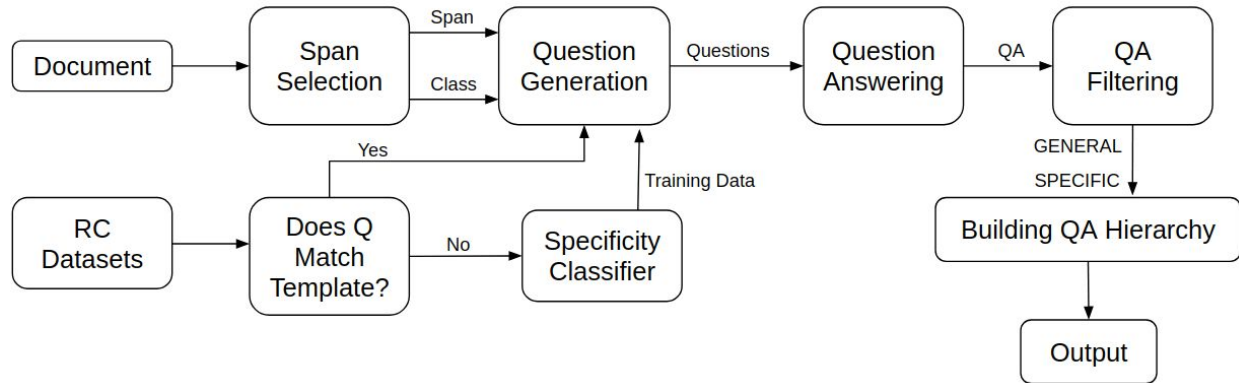 Document
Span
Selection
Span
Class
Question
Generation
Questions
Question
Answering
QA
QA
Filtering
GENERAL
SPECIFIC
Yes
Training Data
RC
Datasets
Does Q
Match
Template?
No
Specificity
Classifier
Building QA Hierarchy
Output